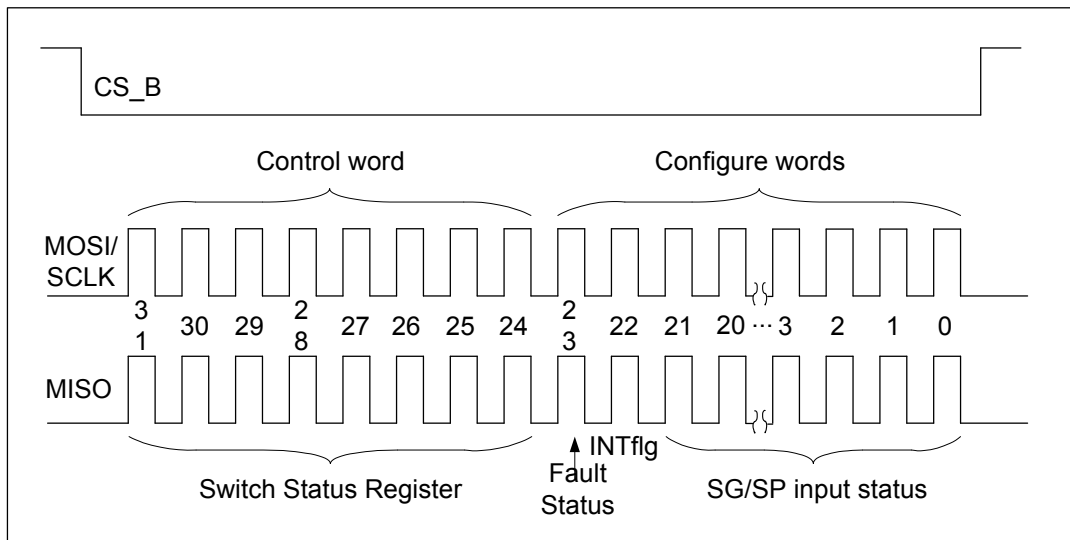 CS_B
Control word
Configure words
MOSI/
SCLK
3
1
30
29
2
8
27
26
25
24
2
3
22
21
20
...
3
2
1
0
MISO
INTflg
Fault
Status
Switch Status Register
SG/SP input status